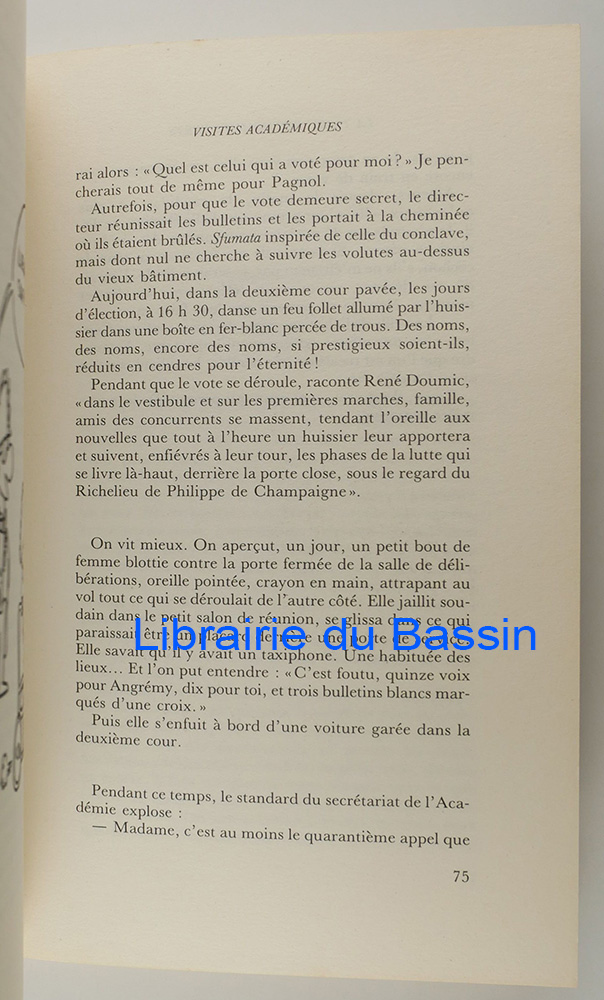 VISITES ACADÉMIQUES
rai alors : « Quel est celui qui a voté pour moi ? » Je pen-
cherais tout de même pour Pagnol.
Autrefois, pour que le vote demeure secret, le direc-
teur réunissait les bulletins et les portait à la cheminée
où ils étaient brûlés. Sfumata inspirée de celle du conclave,
mais dont nul ne cherche à suivre les volutes au-dessus
du vieux bâtiment.
Aujourd'hui, dans la deuxième cour pavée, les jours
d'élection, à 16 h 30, danse un feu follet allumé par l'huis-
sier dans une boîte en fer-blanc percée de trous. Des noms,
des noms, encore des noms, si prestigieux soient-ils,
réduits en cendres pour l'éternité !
Pendant que le vote se déroule, raconte René Doumic,
« dans le vestibule et sur les premières marches, famille,
amis des concurrents se massent, tendant l'oreille aux
nouvelles que tout à l'heure un huissier leur apportera
et suivent, enfiévrés à leur tour, les phases de la lutte qui
se livre là-haut, derrière la porte close, sous le regard du
Richelieu de Philippe de Champaigne ».
On vit mieux. On aperçut, un jour, un petit bout de
femme blottie contre la porte fermée de la salle de déli-
bérations, oreille pointée, crayon en main, attrapant au
vol tout ce qui se déroulait de l'autre côté. Elle jaillit sou-
dain dans le petit salon de réunion, se glissa dans ce qui
paraissait être un placard derrière une porte de service.
Librairie du Bassin
Elle savait qu'il y avait un taxiphone. Une habituée des
lieux... Et l'on put entendre : « C'est foutu, quinze voix
pour Angrémy, dix pour toi, et trois bulletins blancs mar-
qués d'une croix. »
Puis elle s'enfuit à bord d'une voiture garée dans la
deuxième cour.
Pendant ce temps, le standard du secrétariat de l'Aca-
démie explose :
— Madame, c'est au moins le quarantième appel que
75